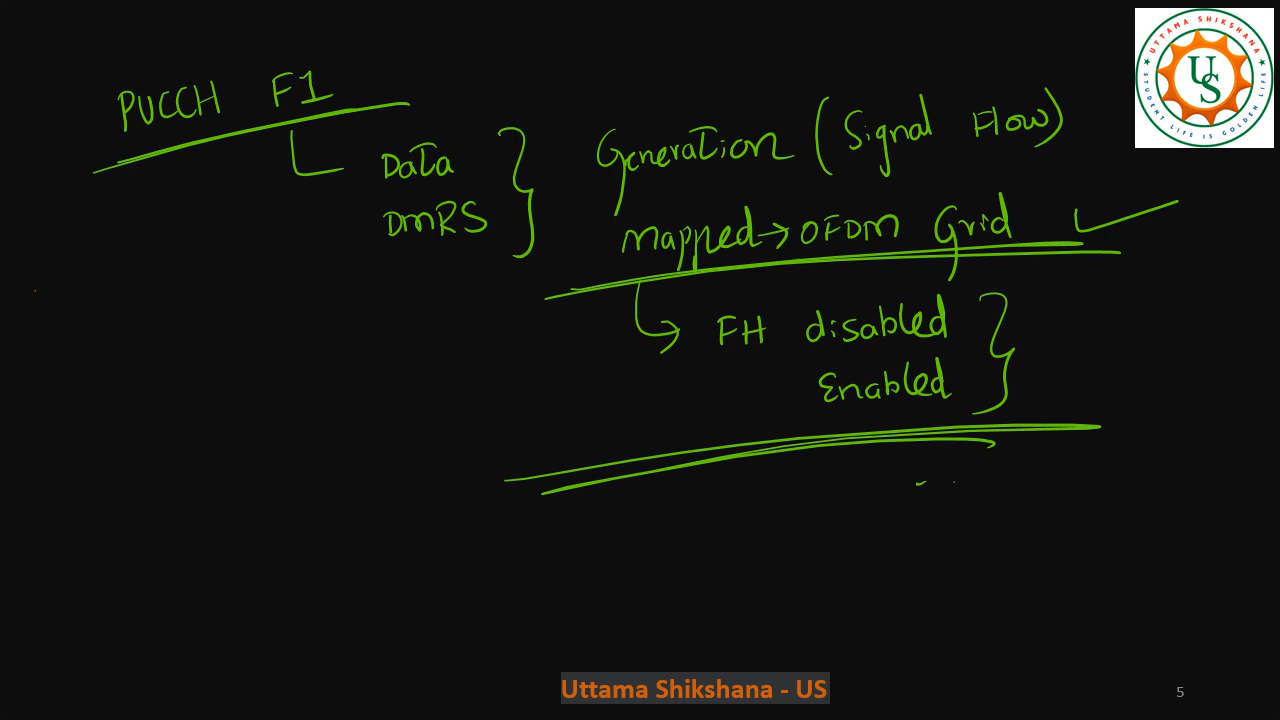 PUCCH F1
Data
DMRS
Generation (Signal Flow)
Mapped → OFDM Grid
FH disabled
Enabled
UTTAMA SHIKSHANA
US
STUDENT LIFE IS GOLDEN LIFE
Uttama Shikshana - US
5